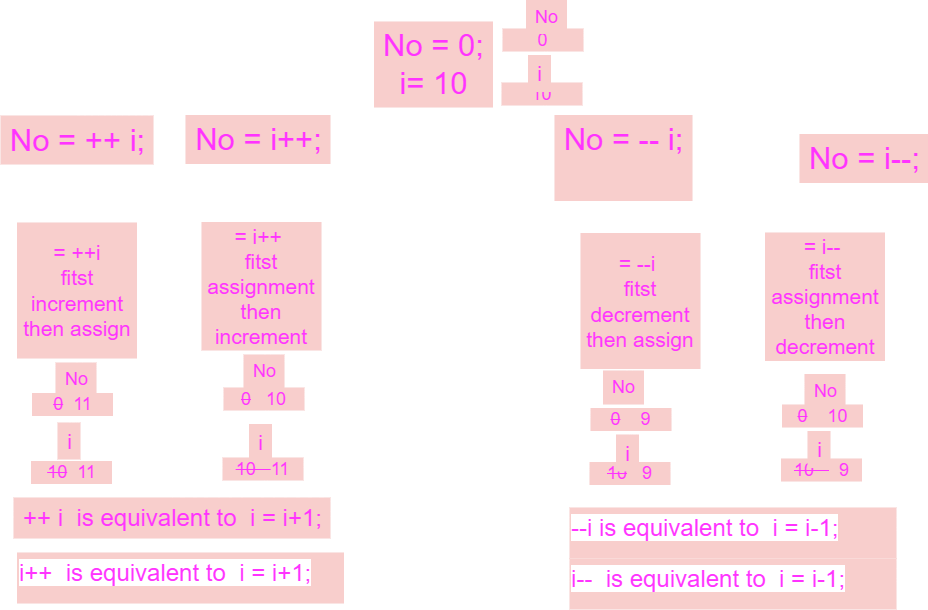 No = 0;
i= 10
No
0
i
10
No = ++ i;
No = i++;
No = -- i;
No = i--;
= ++i
fitst
increment
then assign
No
0 11
i
10 11
= i++
fitst
assignment
then
increment
No
0 10
i
10 11
= --i
fitst
decrement
then assign
No
0 9
i
10 9
= i--
fitst
assignment
then
decrement
No
0 10
i
10 9
++ i is equivalent to i = i+1;
i++ is equivalent to i = i+1;
--i is equivalent to i = i-1;
i-- is equivalent to i = i-1;